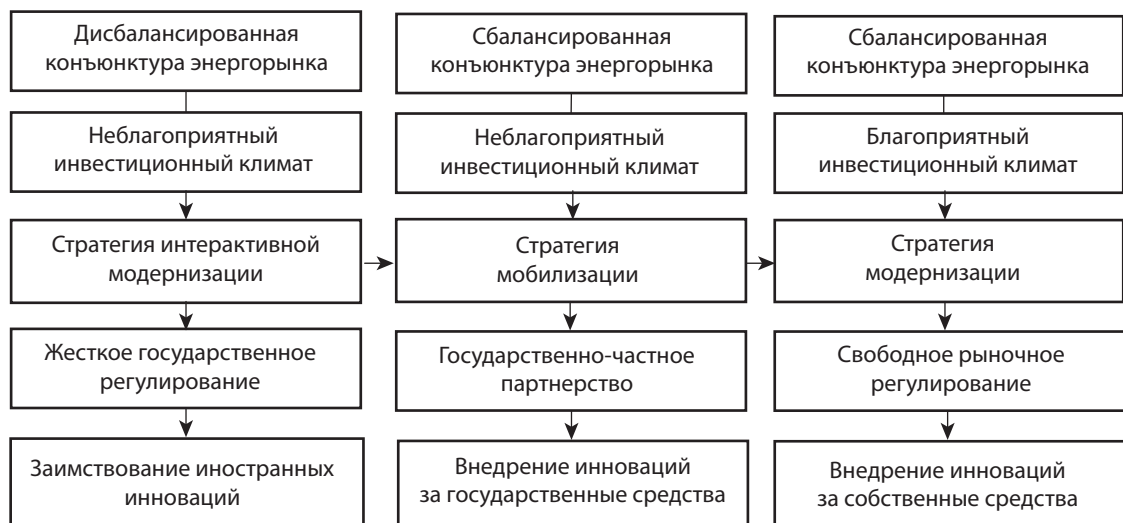 Дисбалансированная
конъюнктура энергорынка
Сбалансированная
конъюнктура энергорынка
Сбалансированная
конъюнктура энергорынка
Неблагоприятный
инвестиционный климат
Неблагоприятный
инвестиционный климат
Благоприятный
инвестиционный климат
Стратегия интерактивной
модернизации
Стратегия
мобилизации
Стратегия
модернизации
Жесткое государственное
регулирование
Государственно-частное
партнерство
Свободное рыночное
регулирование
Заимствование иностранных
инноваций
Внедрение инноваций
за государственные средства
Внедрение инноваций
за собственные средства